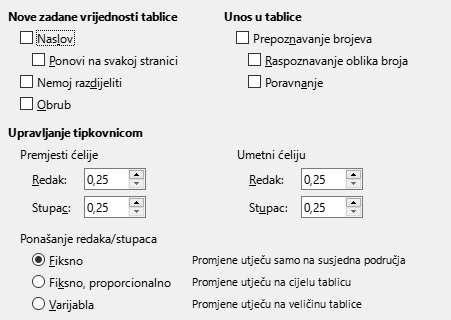 Nove zadane vrijednosti tablice
Naslov
Ponovi na svakoj stranici
Nemoj razdijeliti
Obrub
Unos u tablice
Prepoznavanje brojeva
Raspoznavanje oblika broja
Poravnanje
Upravljanje tipkovnicom
Premjesti ćelije
Redak: 0,25
Stupac: 0,25
Umetni ćeliju
Redak: 0,25
Stupac: 0,25
Ponašanje redaka/stupaca
Fiksno Promjene utječu samo na susjedna područja
Fiksno, proporcionalno Promjene utječu na cijelu tablicu
Varijabla Promjene utječu na veličinu tablice